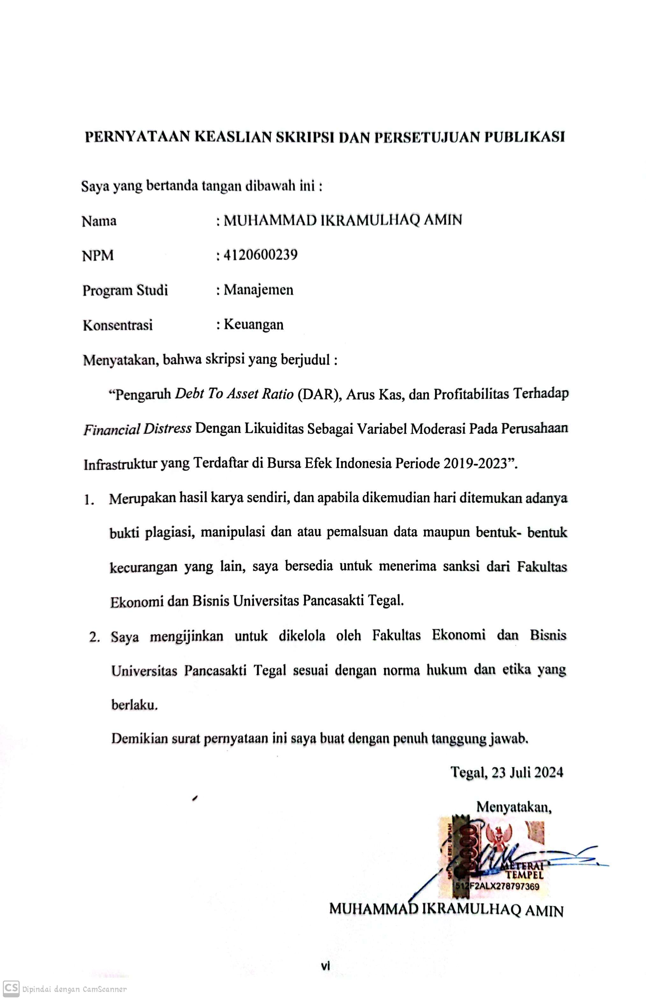 PERNYATAAN KEASLIAN SKRIPSI DAN PERSETUJUAN PUBLIKASI
Saya yang bertanda tangan dibawah ini :
Nama : MUHAMMAD IKRAMULHAQ AMIN
NPM : 4120600239
Program Studi : Manajemen
Konsentrasi : Keuangan
Menyatakan, bahwa skripsi yang berjudul :
“Pengaruh Debt To Asset Ratio (DAR), Arus Kas, dan Profitabilitas Terhadap
Financial Distress Dengan Likuiditas Sebagai Variabel Moderasi Pada Perusahaan
Infrastruktur yang Terdaftar di Bursa Efek Indonesia Periode 2019-2023”.
1. Merupakan hasil karya sendiri, dan apabila dikemudian hari ditemukan adanya
bukti plagiasi, manipulasi dan atau pemalsuan data maupun bentuk- bentuk
kecurangan yang lain, saya bersedia untuk menerima sanksi dari Fakultas
Ekonomi dan Bisnis Universitas Pancasakti Tegal.
2. Saya mengijinkan untuk dikelola oleh Fakultas Ekonomi dan Bisnis
Universitas Pancasakti Tegal sesuai dengan norma hukum dan etika yang
berlaku.
Demikian surat pernyataan ini saya buat dengan penuh tanggung jawab.
Tegal, 23 Juli 2024
Menyatakan,
SEPULUH RIBU RUPIAH
METERAI
TEMPEL
512F2ALX278797369
MUHAMMAD IKRAMULHAQ AMIN
vi
CS Dipindai dengan CamScanner